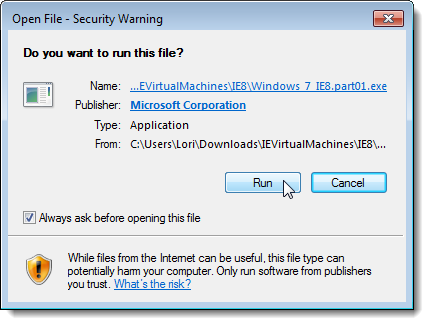 Open File - Security Warning
Do you want to run this file?
Name: ...EVirtualMachines\IE8\Windows_7_IE8.part01.exe
Publisher: Microsoft Corporation
Type: Application
From: C:\Users\Lori\Downloads\IEVirtualMachines\IE8\...
Run Cancel
Always ask before opening this file
While files from the Internet can be useful, this file type can
potentially harm your computer. Only run software from publishers
you trust. What's the risk?